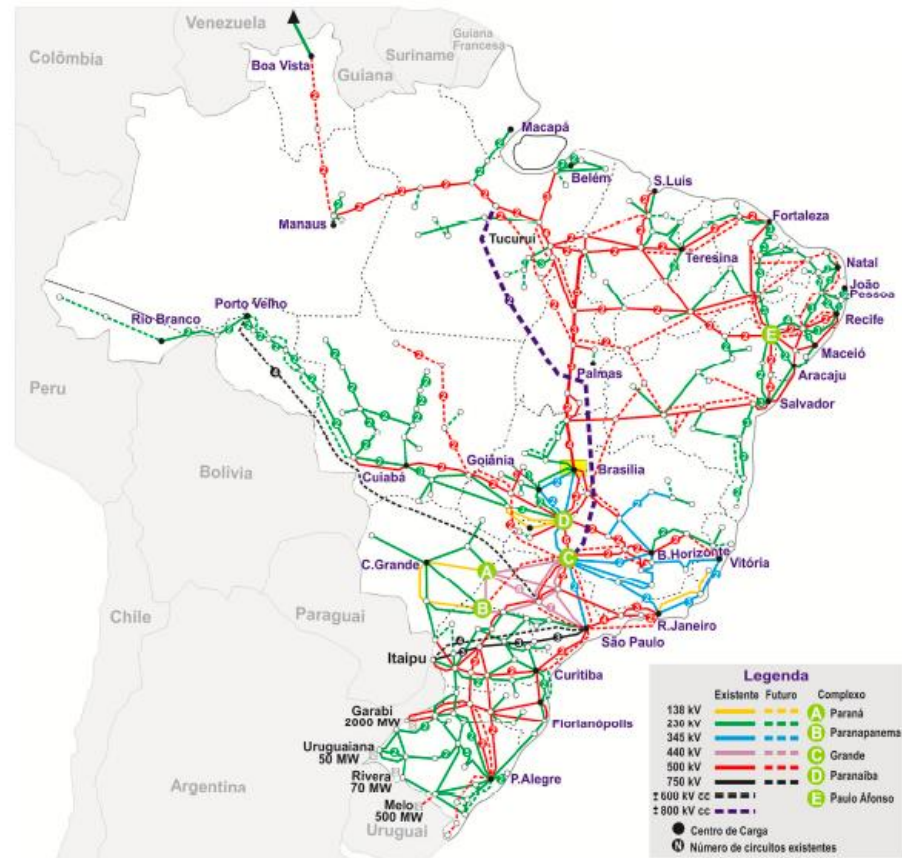 Venezuela
Guiana
Francesa
Colômbia
Suriname
Boa Vista
Guiana
Macapá
Belém
S.Luis
Manaus
Fortaleza
Tucuruí
Teresina
Natal
João
Pessoa
Porto Velho
Rio Branco
Recife
E
Maceió
Palmas
Aracaju
Peru
Salvador
Goiânia
Brasília
Cuiabá
Bolívia
D
C
B.Horizonte
Vitória
C.Grande
A
B
R.Janeiro
Chile
Paraguai
São Paulo
Itaipu
Curitiba
Garabi
2000 MW
Florianópolis
Uruguaiana
50 MW
Rivera
70 MW
P.Alegre
Melo
500 MW
Argentina
Uruguai
Legenda
Existente Futuro Complexo
138 kV A Paraná
230 kV B Paranapanema
345 kV
440 kV C Grande
500 kV D Paranaíba
750 kV
±600 kV cc E Paulo Afonso
±800 kV cc
Centro de Carga
N Número de circuitos existentes